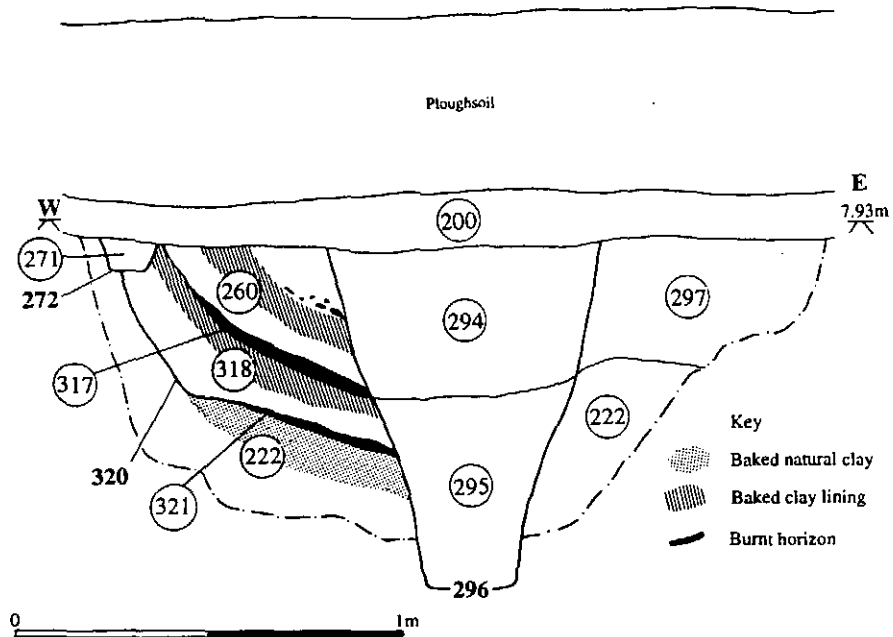 Ploughsoil
W
E
7.93m
200
271
272
260
294
297
317
318
222
320
222
321
295
296
Key
Baked natural clay
Baked clay lining
Burnt horizon
0
1m